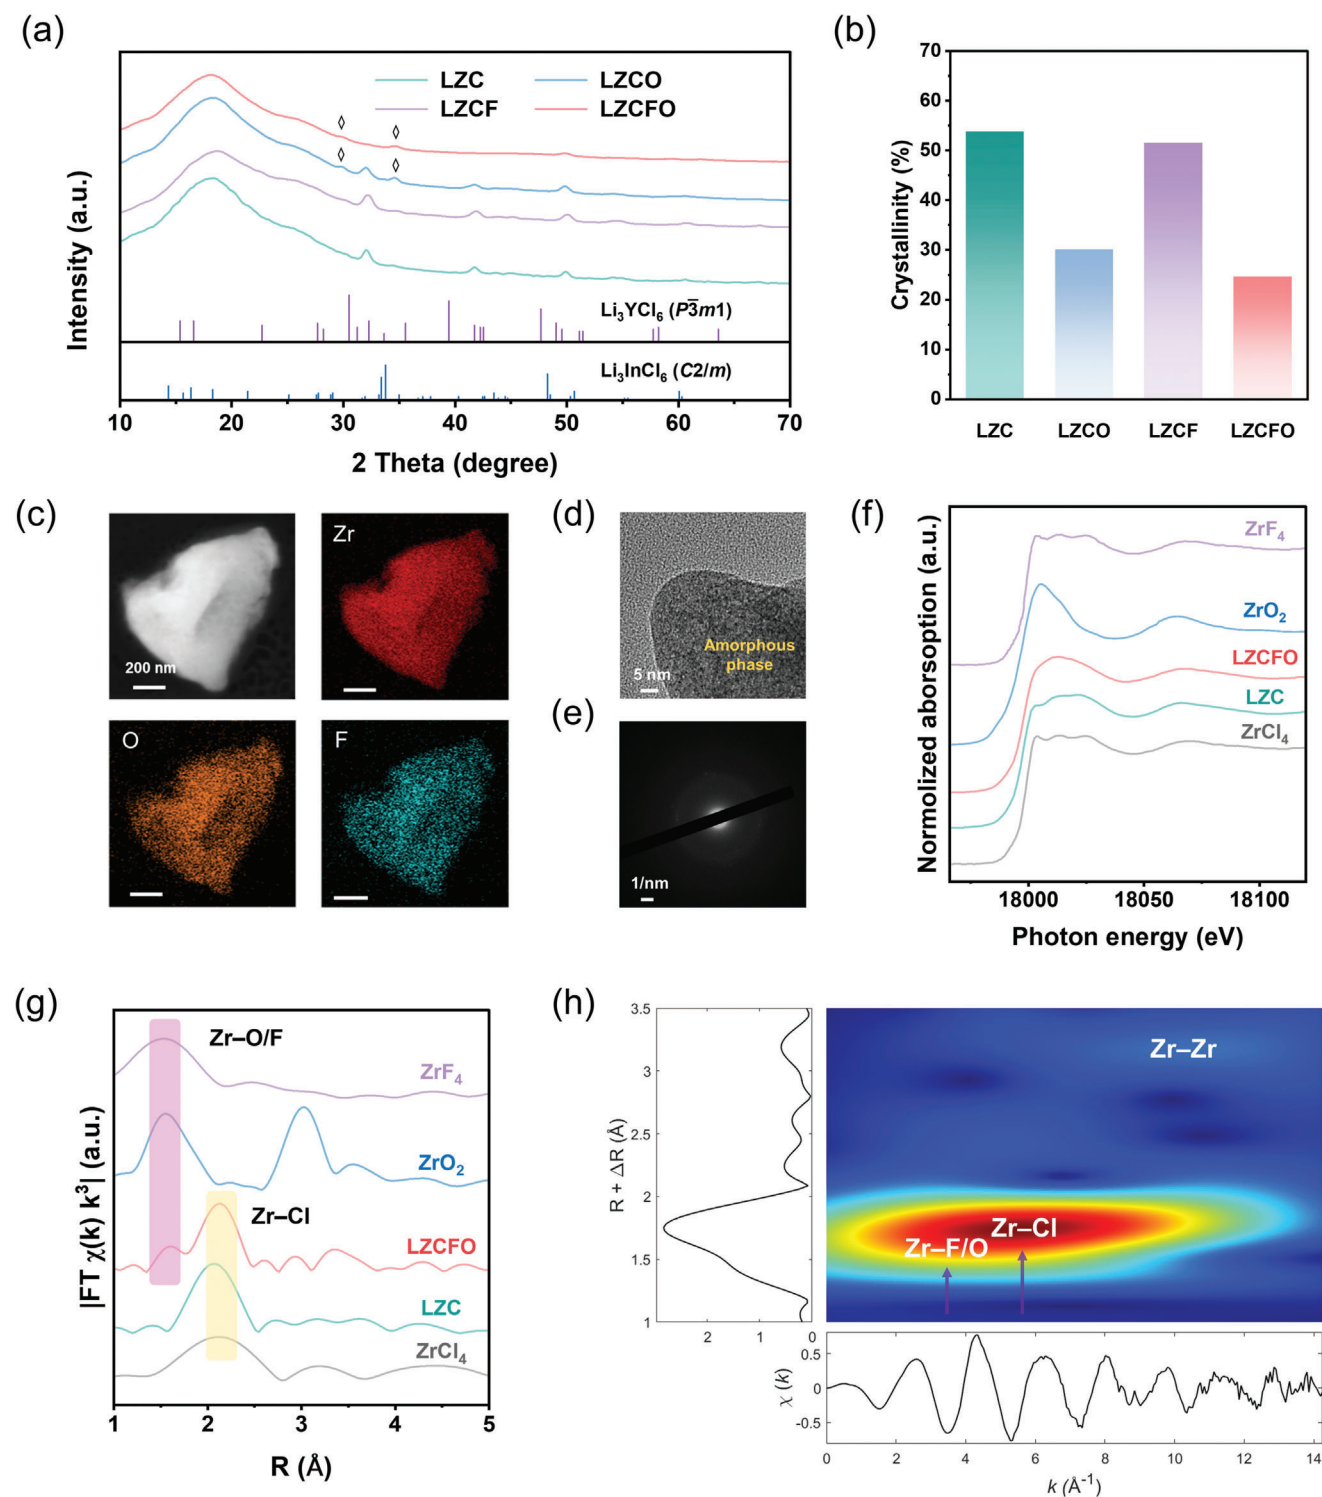 (a)
LZC
LZCO
LZCF
LZCFO
◊
◊
◊
◊
Li3YCl6 (P3̅m1)
Li3InCl6 (C2/m)
Intensity (a.u.)
10 20 30 40 50 60 70
2 Theta (degree)
(b)
70
60
50
40
30
20
10
0
Crystallinity (%)
LZC LZCO LZCF LZCFO
(c)
200 nm
Zr
O
F
(d)
Amorphous
phase
5 nm
(e)
1/nm
(f)
ZrF4
ZrO2
LZCFO
LZC
ZrCl4
Normalized aborsoption (a.u.)
18000 18050 18100
Photon energy (eV)
(g)
Zr–O/F
ZrF4
ZrO2
Zr–Cl
LZCFO
LZC
ZrCl4
|FT χ(k) k³| (a.u.)
1 2 3 4 5
R (Å)
(h)
3.5
3
2.5
2
1.5
1
R + ΔR (Å)
2 1 0
Zr–Zr
Zr–Cl
Zr–F/O
0.5
0
-0.5
χ (k)
0 2 4 6 8 10 12 14
k (Å-1)